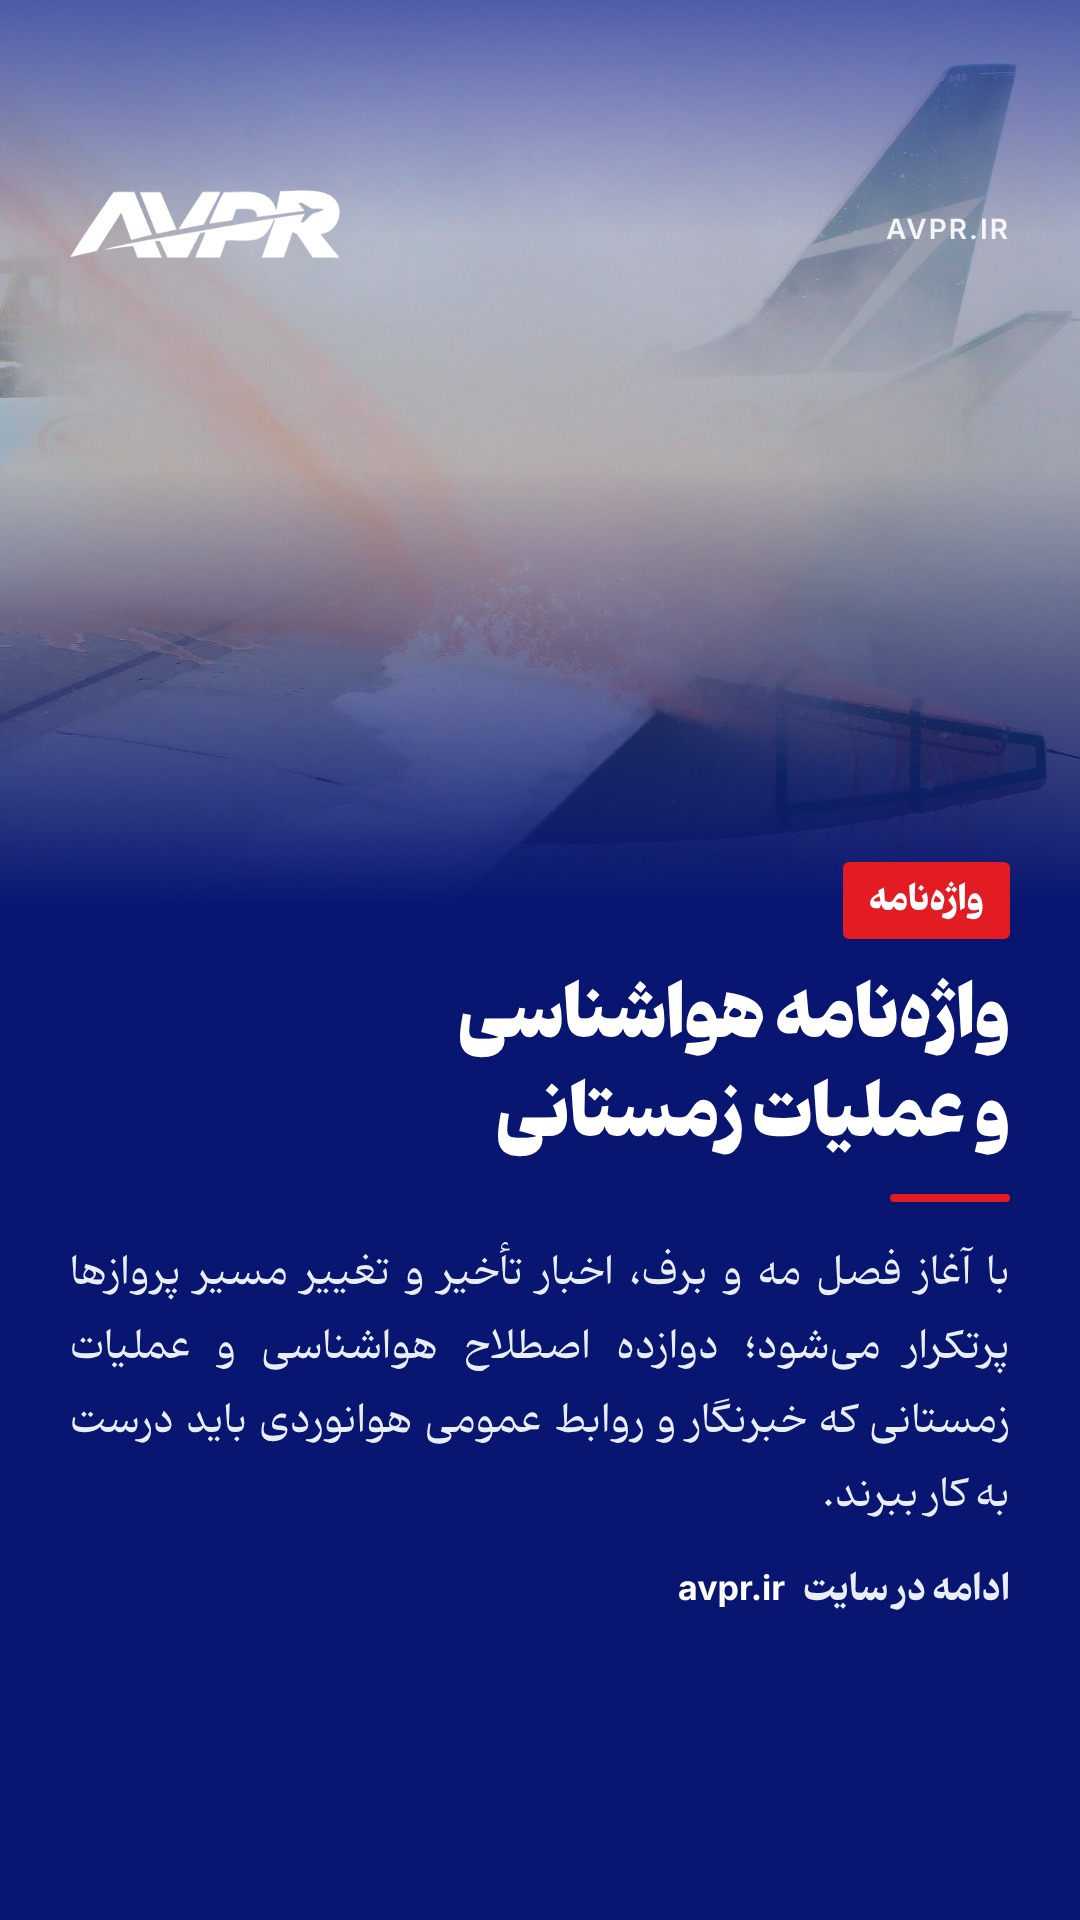 AVPR
AVPR.IR
واژه‌نامه
واژه‌نامه هواشناسی
و عملیات زمستانی
با آغاز فصل مه و برف، اخبار تأخیر و تغییر مسیر پروازها
پرتکرار می‌شود؛ دوازده اصطلاح هواشناسی و عملیات
زمستانی که خبرنگار و روابط عمومی هوانوردی باید درست
به کار ببرند.
ادامه در سایت avpr.ir